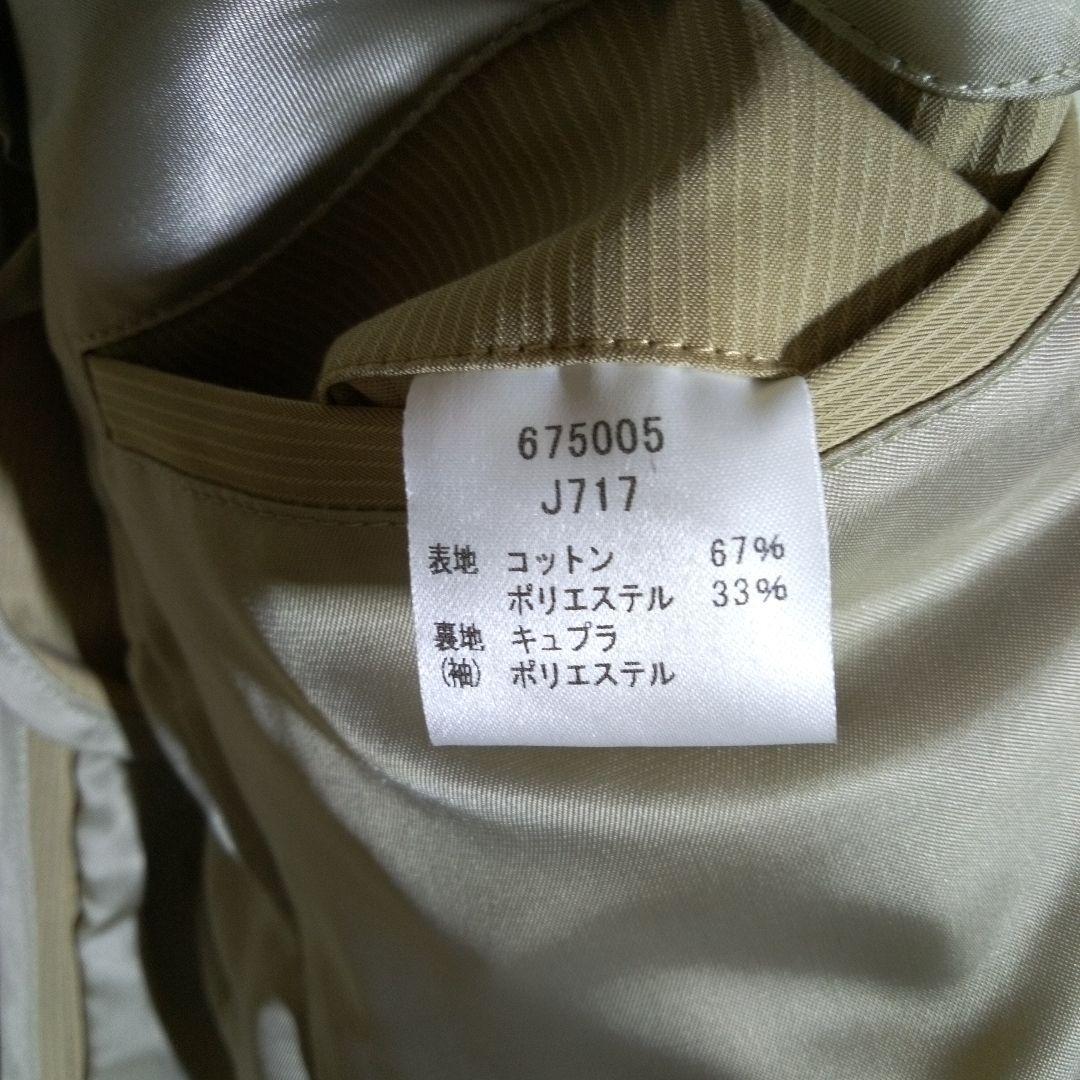 675005
J717
表地 コットン 67%
ポリエステル 33%
裏地 キュプラ
(袖) ポリエステル